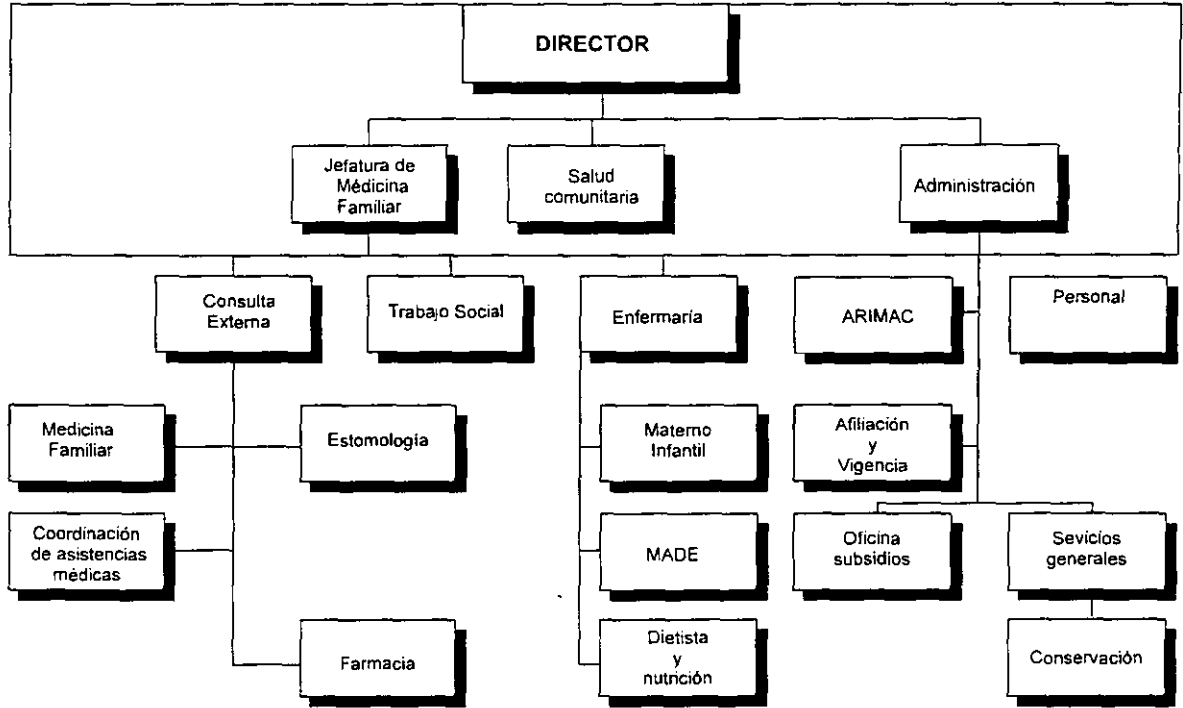 DIRECTOR
Jefatura de
Médicina
Familiar
Salud
comunitaria
Administración
Consulta
Externa
Trabajo Social
Enfermaría
ARIMAC
Personal
Medicina
Familiar
Estomología
Materno
Infantil
Afiliación
y
Vigencia
Coordinación
de asistencias
médicas
MADE
Oficina
subsidios
Sevicios
generales
Farmacia
Dietista
y
nutrición
Conservación